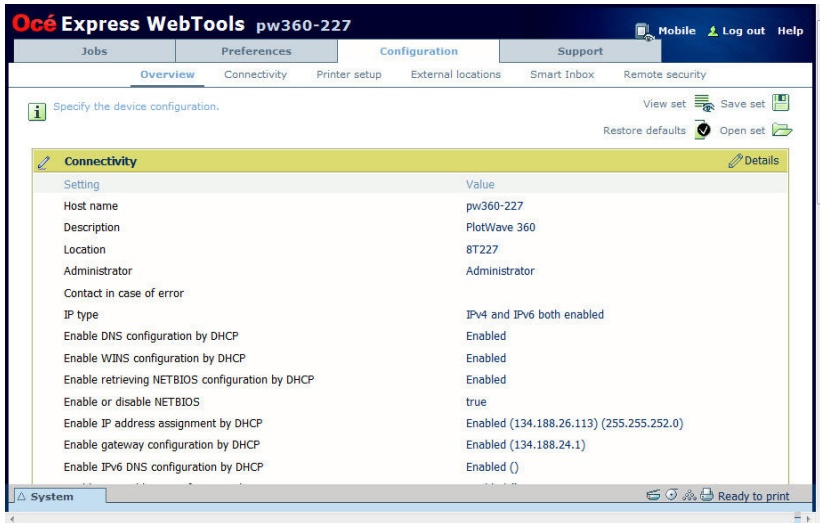 Océ Express WebTools pw360-227
Mobile Log out Help
Jobs Preferences Configuration Support
Overview Connectivity Printer setup External locations Smart Inbox Remote security
Specify the device configuration.
View set Save set
Restore defaults Open set
Connectivity Details
Setting Value
Host name pw360-227
Description PlotWave 360
Location 8T227
Administrator Administrator
Contact in case of error
IP type IPv4 and IPv6 both enabled
Enable DNS configuration by DHCP Enabled
Enable WINS configuration by DHCP Enabled
Enable retrieving NETBIOS configuration by DHCP Enabled
Enable or disable NETBIOS true
Enable IP address assignment by DHCP Enabled (134.188.26.113) (255.255.252.0)
Enable gateway configuration by DHCP Enabled (134.188.24.1)
Enable IPv6 DNS configuration by DHCP Enabled ()
System Ready to print